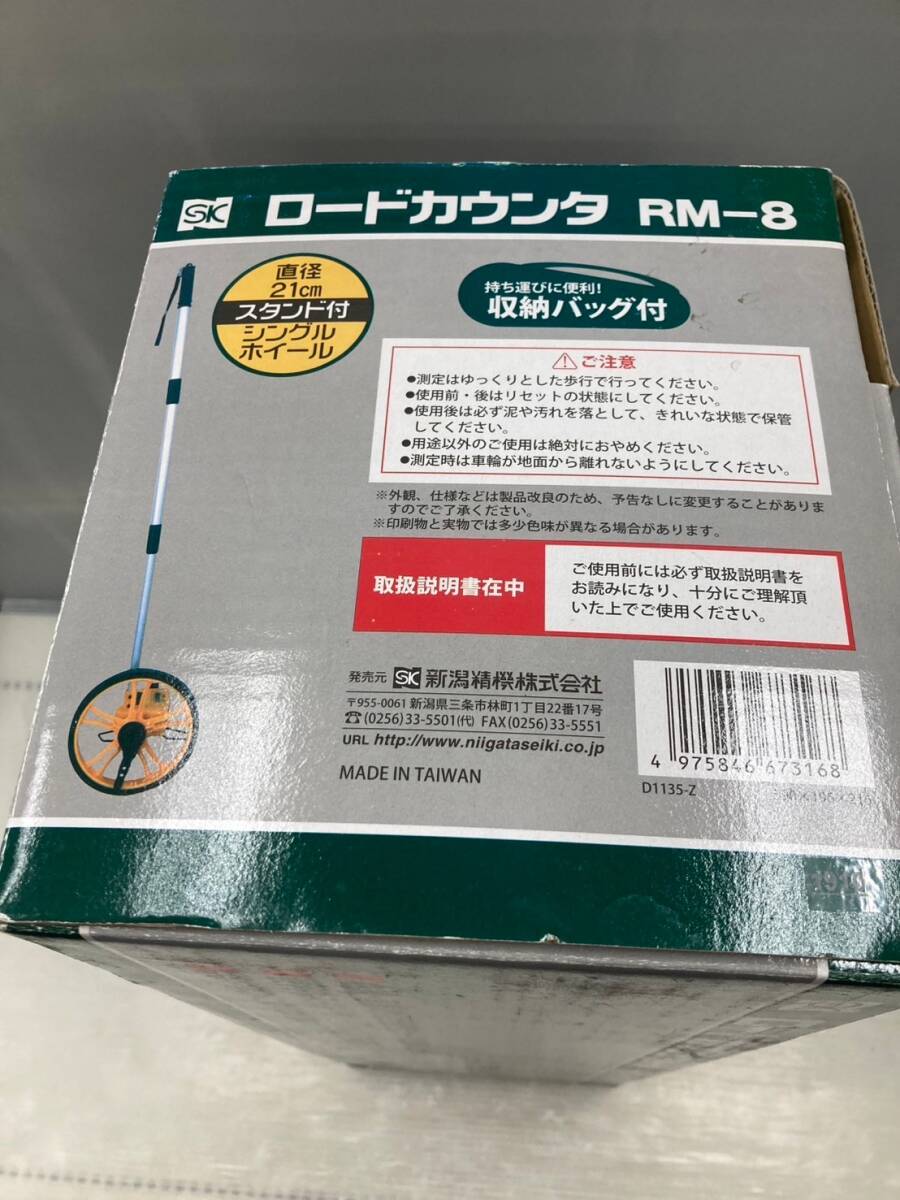 SK ロードカウンタ RM-8
直径
21cm
スタンド付
シングル
ホイール
持ち運びに便利!
収納バッグ付
⚠ご注意
●測定はゆっくりとした歩行で行ってください。
●使用前・後はリセットの状態にしてください。
●使用後は必ず泥や汚れを落として、きれいな状態で保管
してください。
●用途以外のご使用は絶対におやめください。
●測定時は車輪が地面から離れないようにしてください。
※外観、仕様などは製品改良のため、予告なしに変更することがありま
すのでご了承ください。
※印刷物と実物では多少色味が異なる場合があります。
取扱説明書在中
ご使用前には必ず取扱説明書を
お読みになり、十分にご理解頂
いた上でご使用ください。
発売元 SK 新潟精機株式会社
〒955-0061 新潟県三条市林町1丁目22番17号
☎(0256)33-5501(代) FAX(0256)33-5551
URL http://www.niigataseiki.co.jp
MADE IN TAIWAN
4 975846 673168
D1135-Z